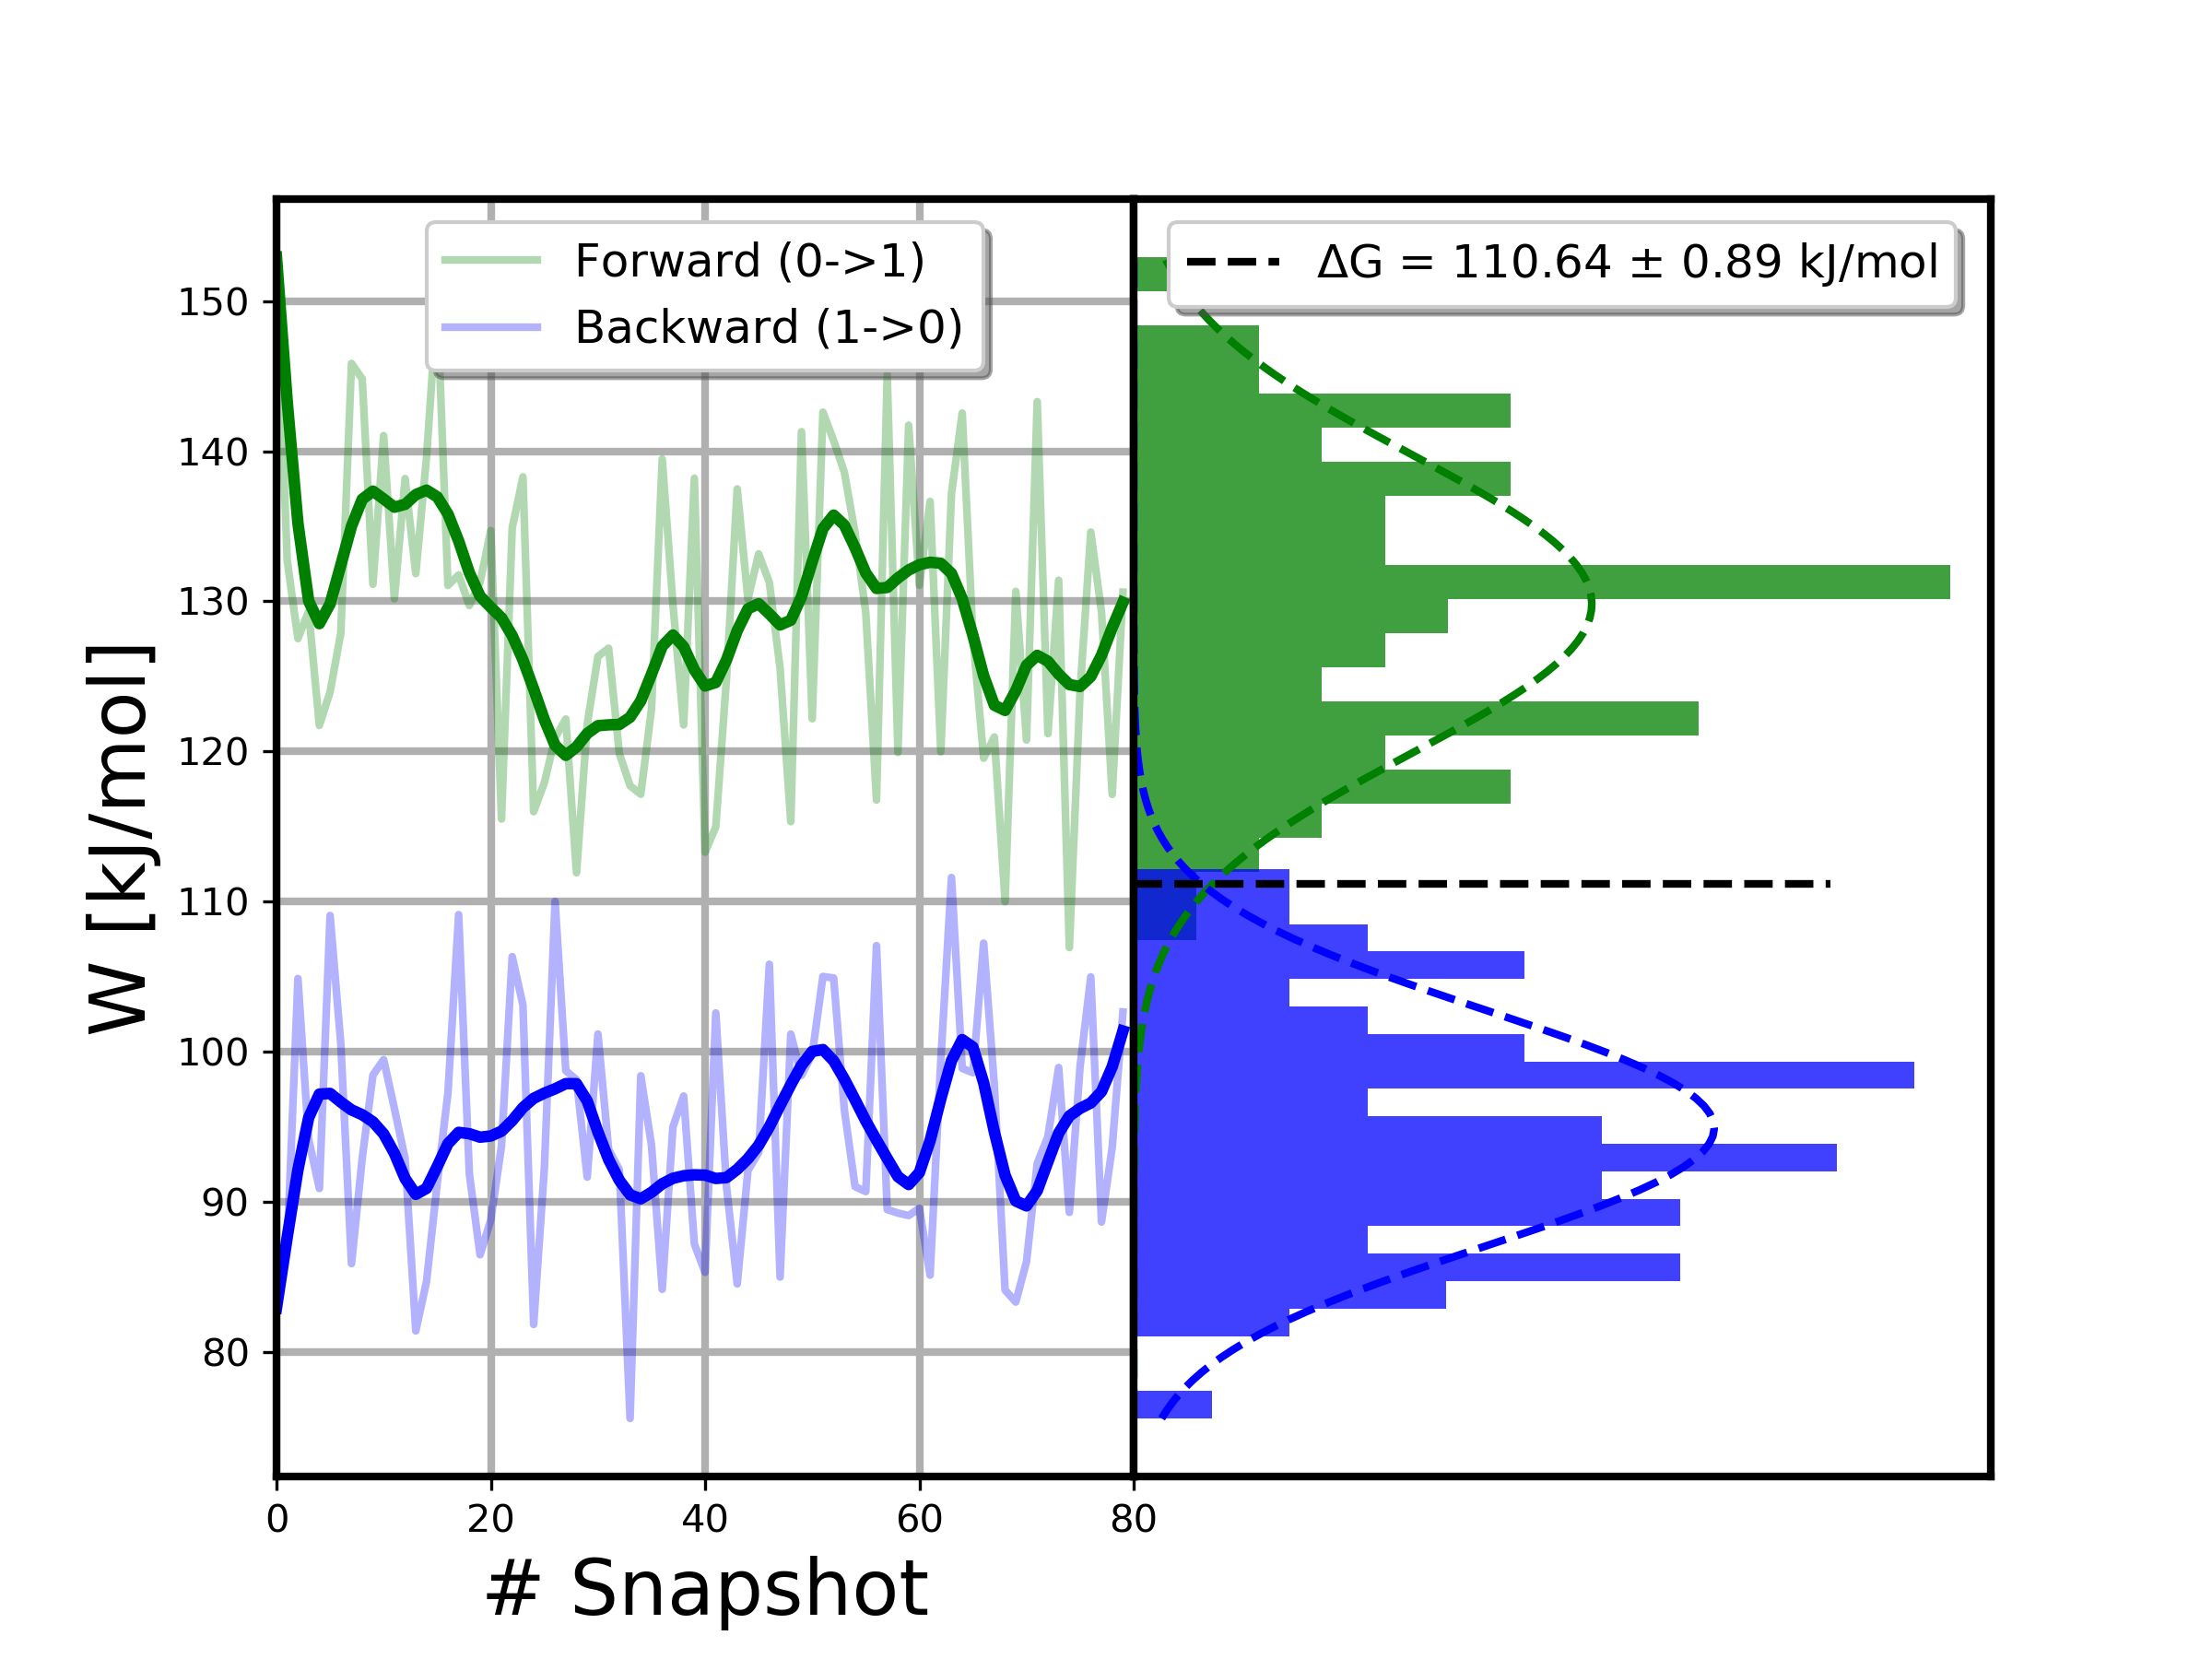 Forward (0->1)
Backward (1->0)
ΔG = 110.64 ± 0.89 kJ/mol
W [kJ/mol]
150
140
130
120
110
100
90
80
0 20 40 60 80
# Snapshot